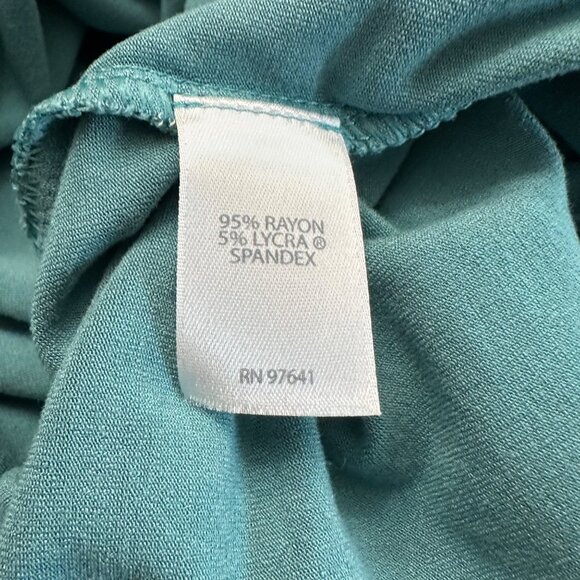 95% RAYON
5% LYCRA ®
SPANDEX
RN 97641